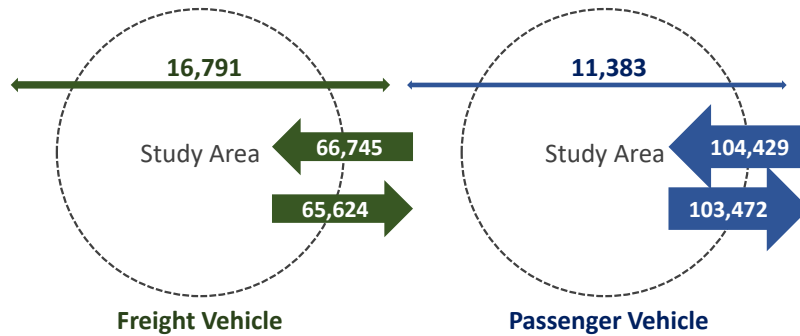 16,791
Study Area
66,745
65,624
Freight Vehicle
11,383
Study Area
104,429
103,472
Passenger Vehicle